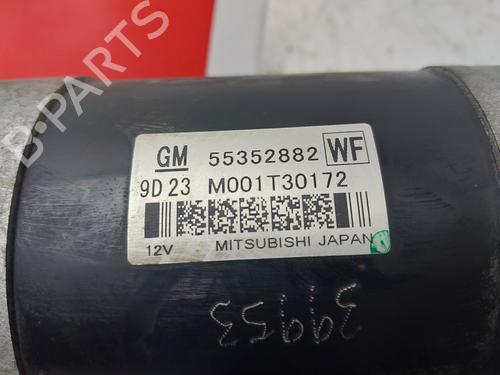 B-PARTS
GM 55352882 WF
9D 23 M001T30172
12V MITSUBISHI JAPAN